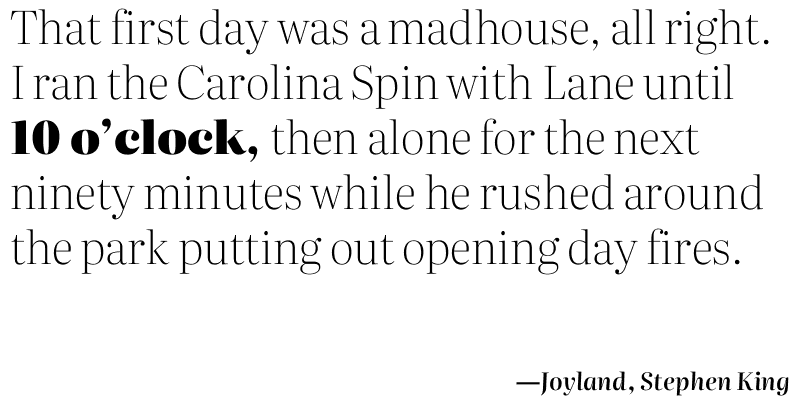 That first day was a madhouse, all right.
I ran the Carolina Spin with Lane until
10 o’clock, then alone for the next
ninety minutes while he rushed around
the park putting out opening day fires.
—Joyland, Stephen King